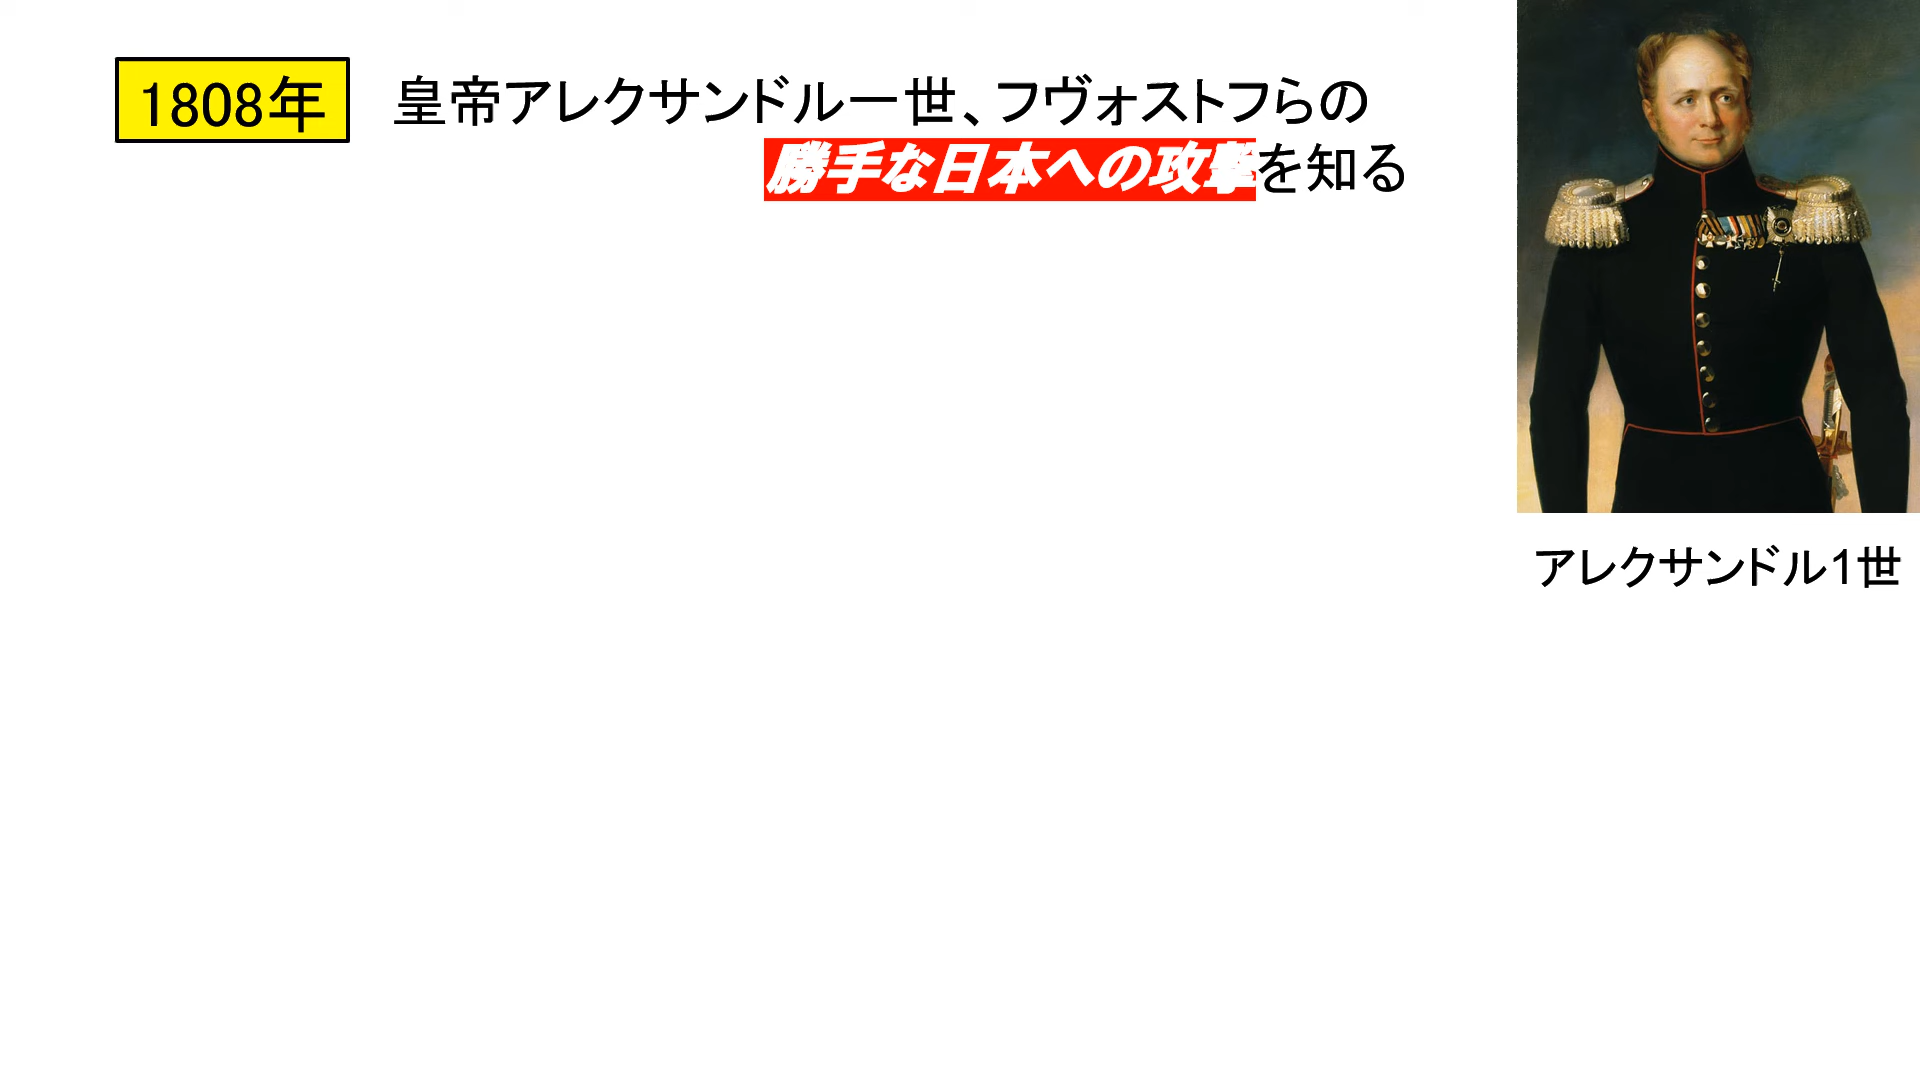 1808年
皇帝アレクサンドル一世、フヴォストフらの
勝手な日本への攻撃を知る
アレクサンドル1世